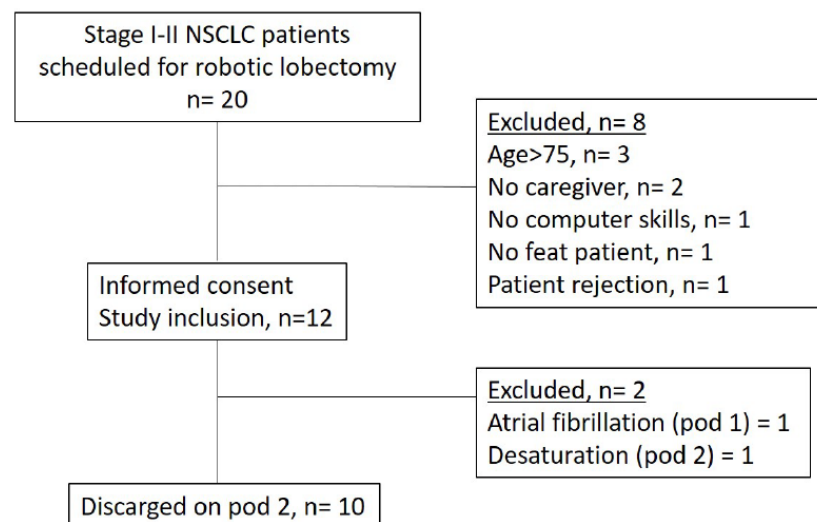 Stage I-II NSCLC patients
scheduled for robotic lobectomy
n= 20
Excluded, n= 8
Age>75, n= 3
No caregiver, n= 2
No computer skills, n= 1
No feat patient, n= 1
Patient rejection, n= 1
Informed consent
Study inclusion, n=12
Excluded, n= 2
Atrial fibrillation (pod 1) = 1
Desaturation (pod 2) = 1
Discarged on pod 2, n= 10